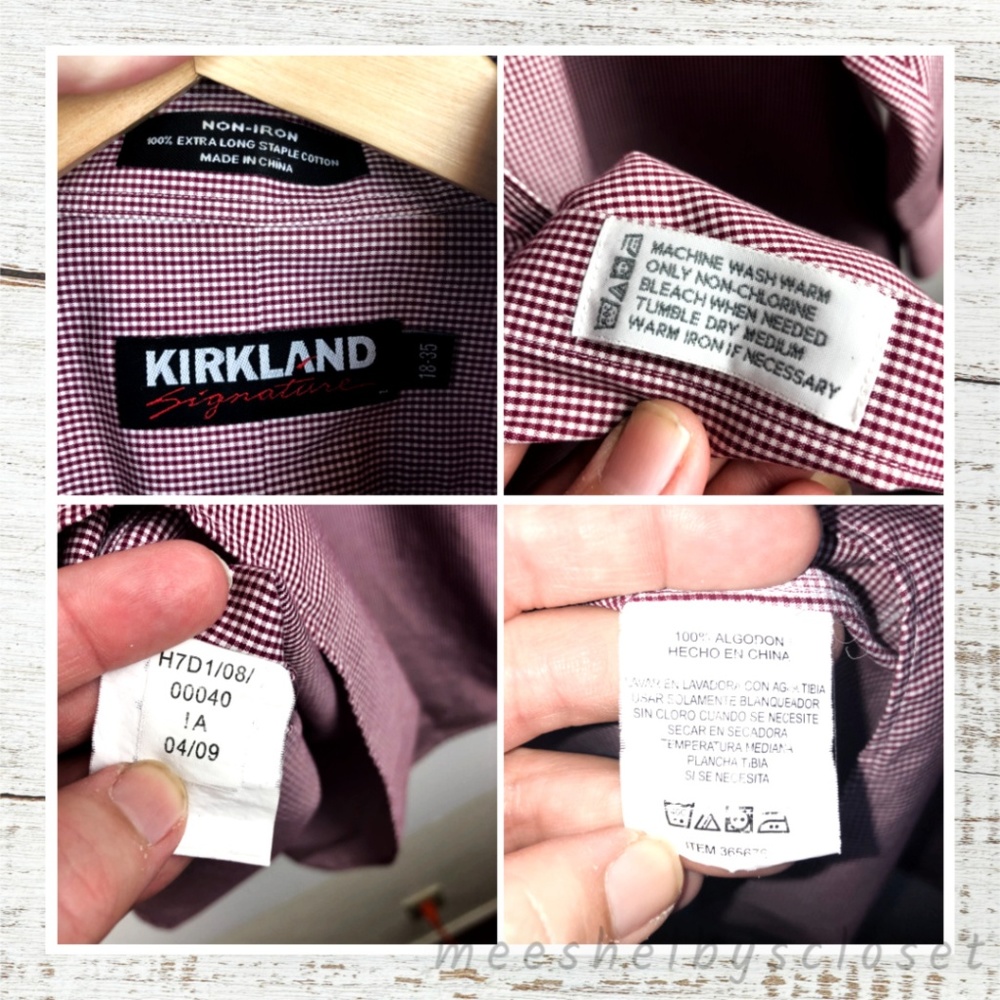 NON-IRON
100% EXTRA LONG STAPLE COTTON
MADE IN CHINA
KIRKLAND
Signature
18-35
MACHINE WASH WARM
ONLY NON-CHLORINE
BLEACH WHEN NEEDED
TUMBLE DRY MEDIUM
WARM IRON IF NECESSARY
H7D1/08/
00040
!A
04/09
100% ALGODON
HECHO EN CHINA
EN LAVADORA CON AGUA TIBIA
USAR SOLAMENTE BLANQUEADOR
SIN CLORO CUANDO SE NECESITE
SECAR EN SECADORA
TEMPERATURA MEDIANA
PLANCHA TIBIA
SI SE NECESITA
ITEM
meeshelbyscloset